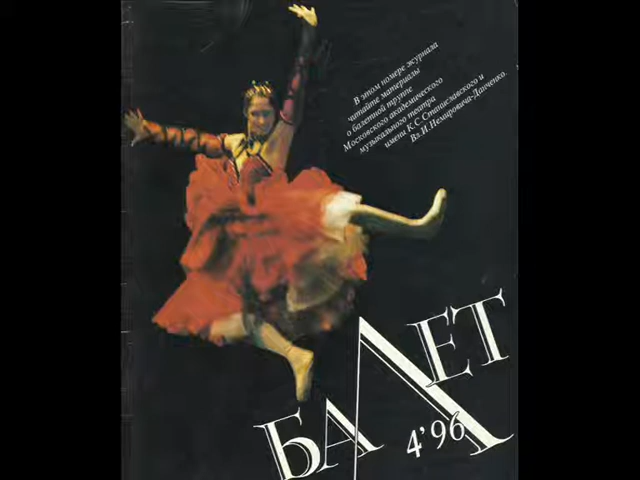 В этом номере журнала
читайте материалы
о балетной труппе
Московского академического
музыкального театра
имени К.С.Станиславского и
Вл.И.Немировича-Данченко.
БАЛЕТ
4'96